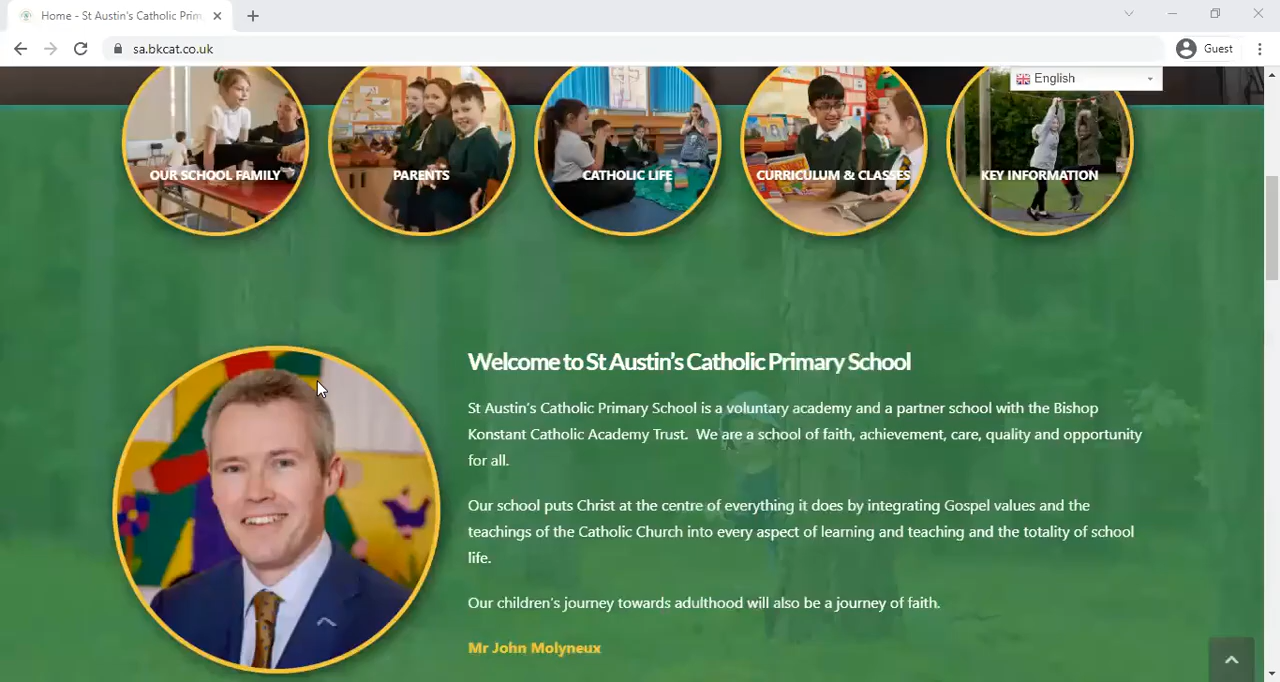 Home - St Austin's Catholic Prim
sa.bkcat.co.uk
Guest
English
OUR SCHOOL FAMILY
PARENTS
CATHOLIC LIFE
CURRICULUM & CLASSES
KEY INFORMATION
Welcome to St Austin's Catholic Primary School
St Austin's Catholic Primary School is a voluntary academy and a partner school with the Bishop
Konstant Catholic Academy Trust.  We are a school of faith, achievement, care, quality and opportunity
for all.
Our school puts Christ at the centre of everything it does by integrating Gospel values and the
teachings of the Catholic Church into every aspect of learning and teaching and the totality of school
life.
Our children's journey towards adulthood will also be a journey of faith.
Mr John Molyneux